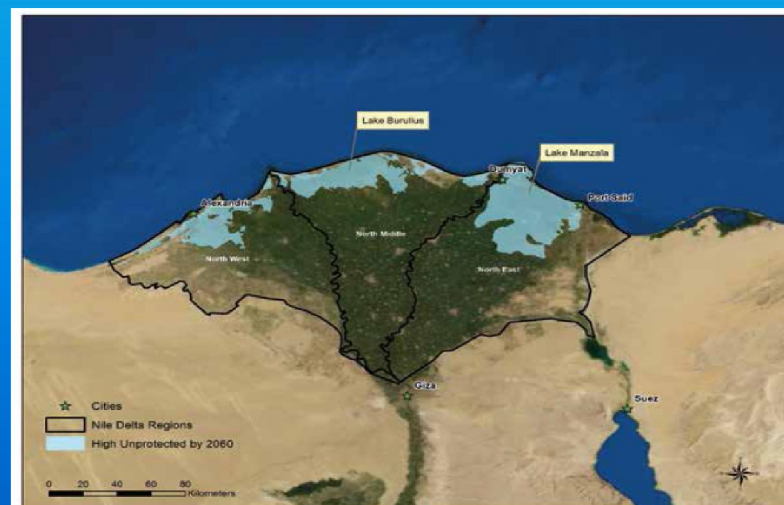 Lake Burullus
Lake Manzala
Dumyat
Port Said
Alexandria
North Middle
North West
North East
Giza
Suez
Cities
Nile Delta Regions
High Unprotected by 2060
0 20 40 60 80
Kilometers